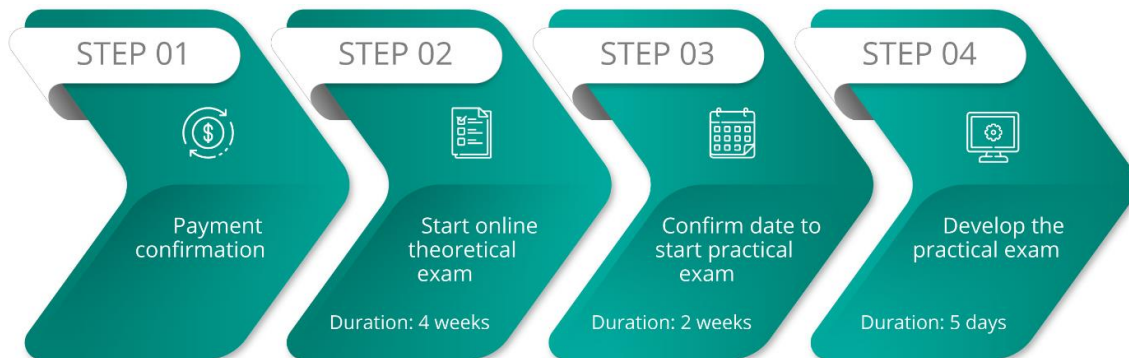 STEP 01
Payment
confirmation
STEP 02
Start online
theoretical
exam
Duration: 4 weeks
STEP 03
Confirm date to
start practical
exam
Duration: 2 weeks
STEP 04
Develop the
practical exam
Duration: 5 days